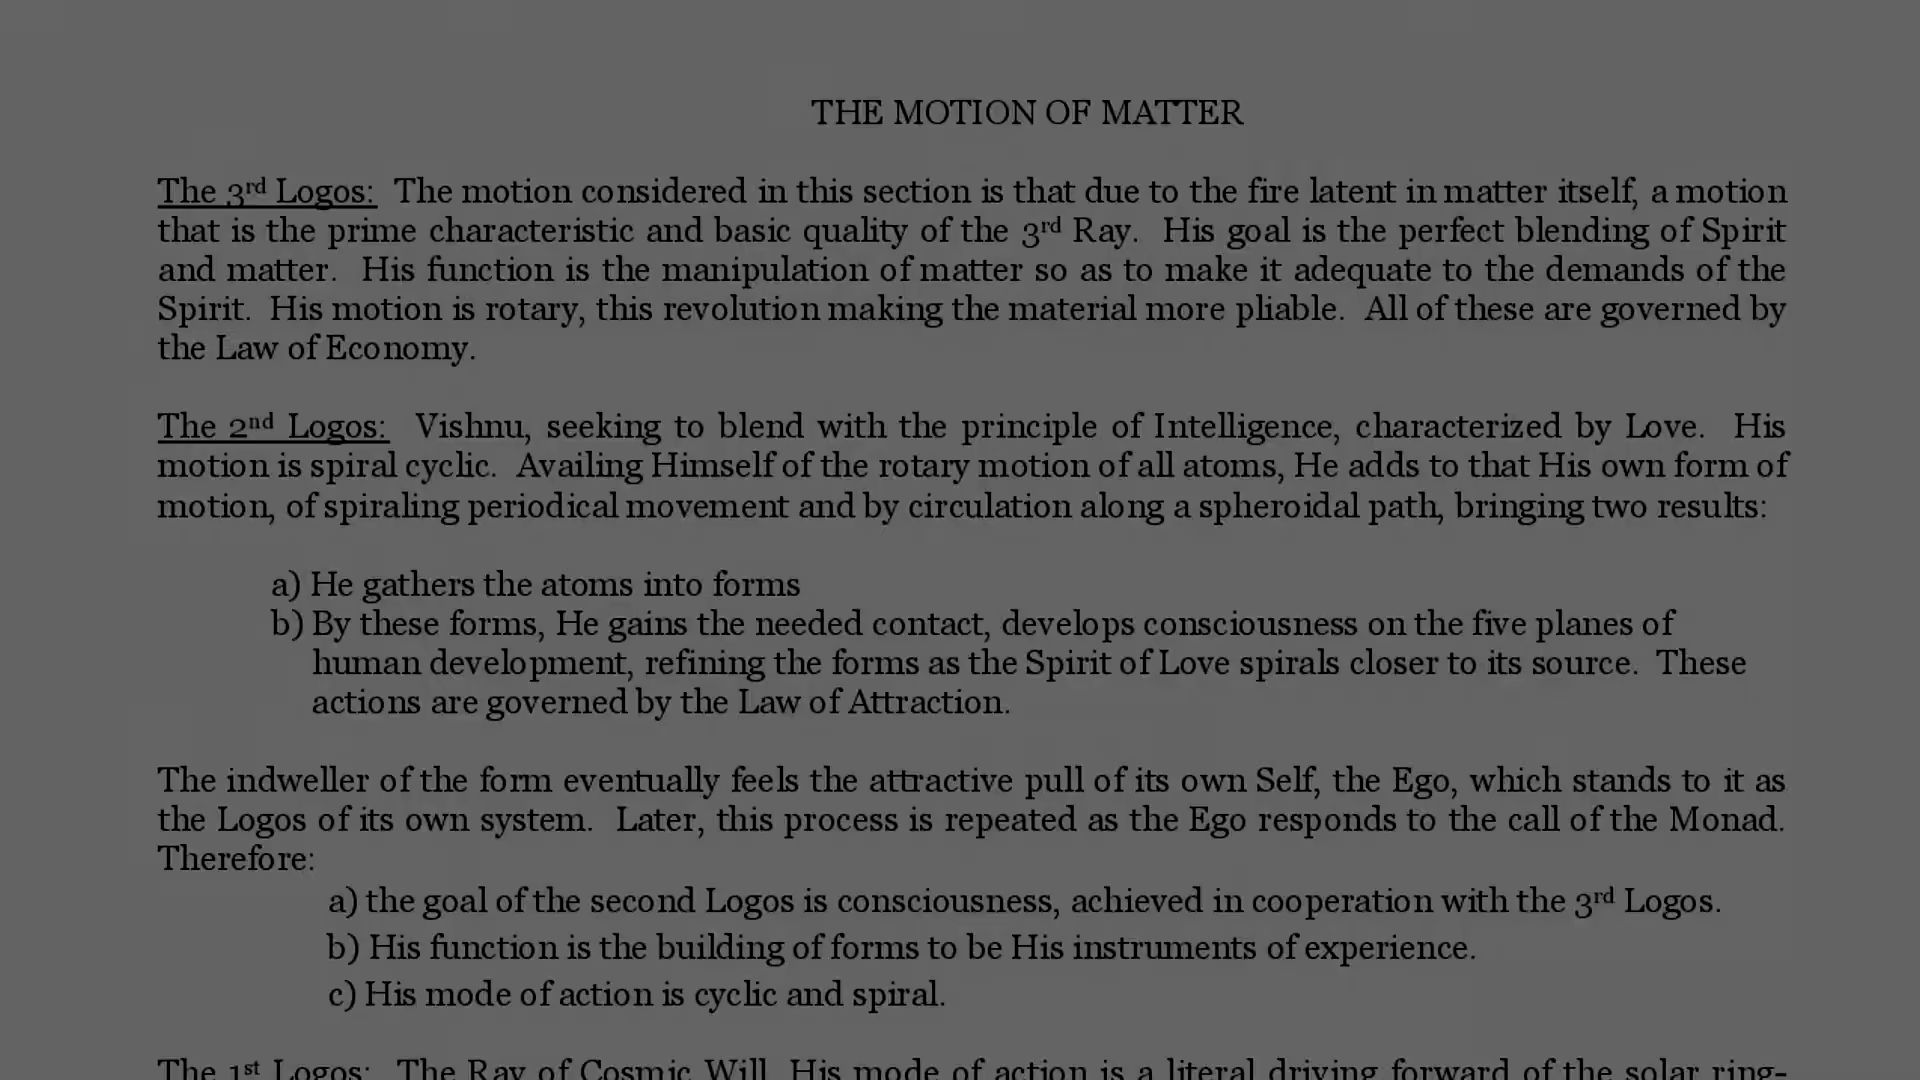 THE MOTION OF MATTER
The 3rd Logos: The motion considered in this section is that due to the fire latent in matter itself, a motion
that is the prime characteristic and basic quality of the 3rd Ray. His goal is the perfect blending of Spirit
and matter. His function is the manipulation of matter so as to make it adequate to the demands of the
Spirit. His motion is rotary, this revolution making the material more pliable. All of these are governed by
the Law of Economy.
The 2nd Logos: Vishnu, seeking to blend with the principle of Intelligence, characterized by Love. His
motion is spiral cyclic. Availing Himself of the rotary motion of all atoms, He adds to that His own form of
motion, of spiraling periodical movement and by circulation along a spheroidal path, bringing two results:
a) He gathers the atoms into forms
b) By these forms, He gains the needed contact, develops consciousness on the five planes of
human development, refining the forms as the Spirit of Love spirals closer to its source. These
actions are governed by the Law of Attraction.
The indweller of the form eventually feels the attractive pull of its own Self, the Ego, which stands to it as
the Logos of its own system. Later, this process is repeated as the Ego responds to the call of the Monad.
Therefore:
a) the goal of the second Logos is consciousness, achieved in cooperation with the 3rd Logos.
b) His function is the building of forms to be His instruments of experience.
c) His mode of action is cyclic and spiral.
The 1st Logos: The Ray of Cosmic Will. His mode of action is a literal driving forward of the solar ring-